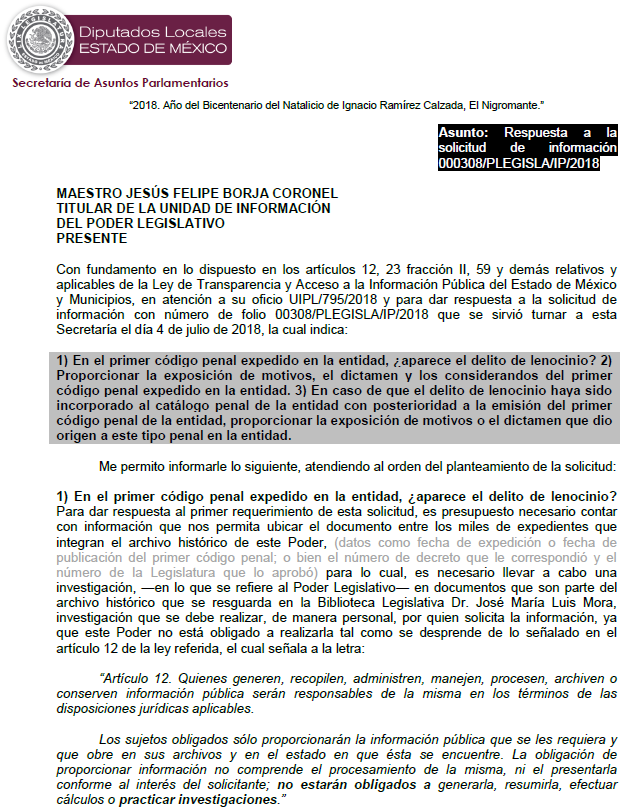 Diputados Locales
ESTADO DE MÉXICO
Secretaría de Asuntos Parlamentarios
“2018. Año del Bicentenario del Natalicio de Ignacio Ramírez Calzada, El Nigromante.”
Asunto: Respuesta a la
solicitud de información
000308/PLEGISLA/IP/2018
MAESTRO JESÚS FELIPE BORJA CORONEL
TITULAR DE LA UNIDAD DE INFORMACIÓN
DEL PODER LEGISLATIVO
PRESENTE
Con fundamento en lo dispuesto en los artículos 12, 23 fracción II, 59 y demás relativos y
aplicables de la Ley de Transparencia y Acceso a la Información Pública del Estado de México
y Municipios, en atención a su oficio UIPL/795/2018 y para dar respuesta a la solicitud de
información con número de folio 00308/PLEGISLA/IP/2018 que se sirvió turnar a esta
Secretaría el día 4 de julio de 2018, la cual indica:
1) En el primer código penal expedido en la entidad, ¿aparece el delito de lenocinio? 2)
Proporcionar la exposición de motivos, el dictamen y los considerandos del primer
código penal expedido en la entidad. 3) En caso de que el delito de lenocinio haya sido
incorporado al catálogo penal de la entidad con posterioridad a la emisión del primer
código penal de la entidad, proporcionar la exposición de motivos o el dictamen que dio
origen a este tipo penal en la entidad.
Me permito informarle lo siguiente, atendiendo al orden del planteamiento de la solicitud:
1) En el primer código penal expedido en la entidad, ¿aparece el delito de lenocinio?
Para dar respuesta al primer requerimiento de esta solicitud, es presupuesto necesario contar
con información que nos permita ubicar el documento entre los miles de expedientes que
integran el archivo histórico de este Poder, (datos como fecha de expedición o fecha de
publicación del primer código penal; o bien el número de decreto que le correspondió y el
número de la Legislatura que lo aprobó) para lo cual, es necesario llevar a cabo una
investigación, —en lo que se refiere al Poder Legislativo— en documentos que son parte del
archivo histórico que se resguarda en la Biblioteca Legislativa Dr. José María Luis Mora,
investigación que se debe realizar, de manera personal, por quien solicita la información, ya
que este Poder no está obligado a realizarla tal como se desprende de lo señalado en el
artículo 12 de la ley referida, el cual señala a la letra:
“Artículo 12. Quienes generen, recopilen, administren, manejen, procesen, archiven o
conserven información pública serán responsables de la misma en los términos de las
disposiciones jurídicas aplicables.
Los sujetos obligados sólo proporcionarán la información pública que se les requiera y
que obre en sus archivos y en el estado en que ésta se encuentre. La obligación de
proporcionar información no comprende el procesamiento de la misma, ni el presentarla
conforme al interés del solicitante; no estarán obligados a generarla, resumirla, efectuar
cálculos o practicar investigaciones.”